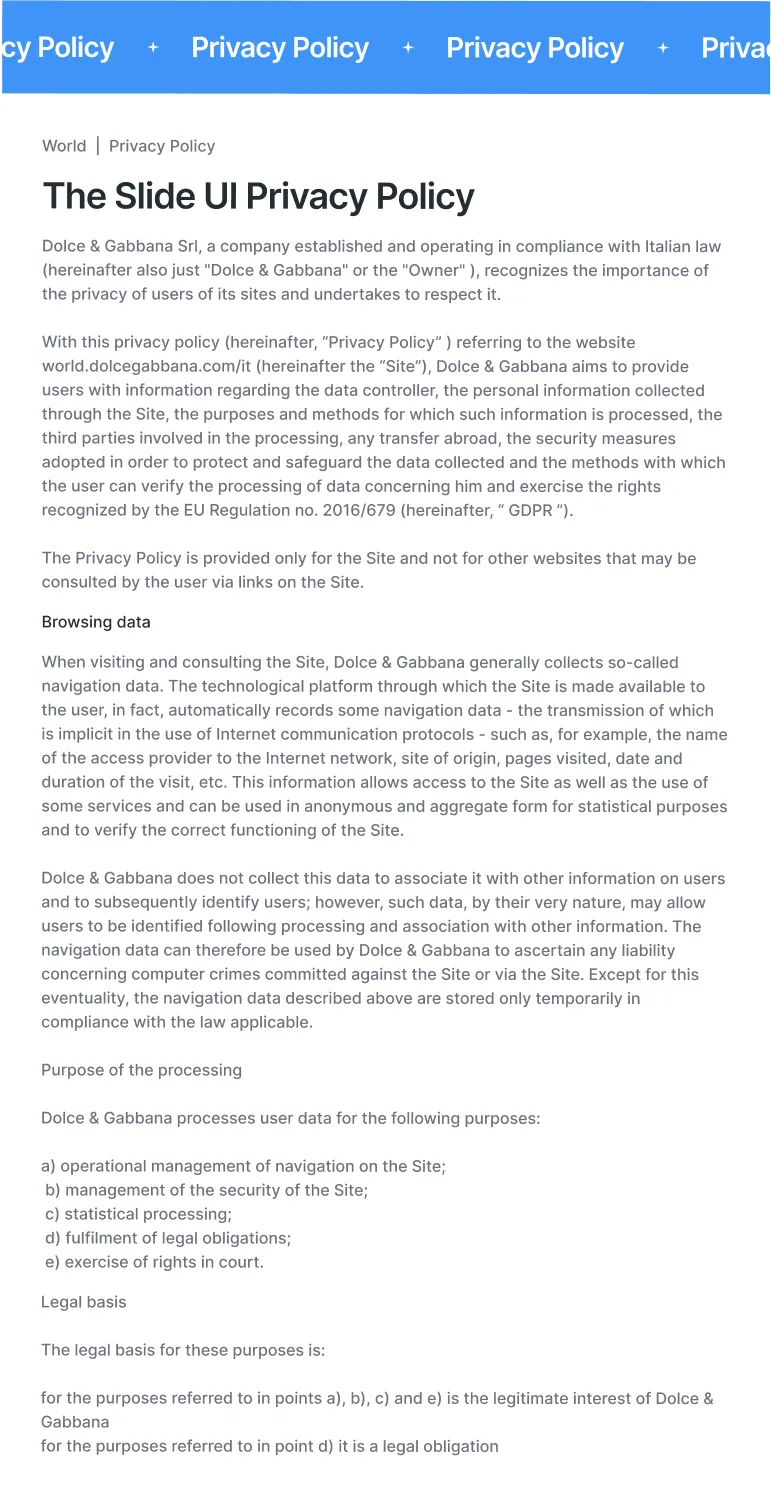 cy Policy + Privacy Policy + Privacy Policy + Privac
World | Privacy Policy
The Slide UI Privacy Policy
Dolce & Gabbana Srl, a company established and operating in compliance with Italian law
(hereinafter also just "Dolce & Gabbana" or the "Owner" ), recognizes the importance of
the privacy of users of its sites and undertakes to respect it.
With this privacy policy (hereinafter, “Privacy Policy” ) referring to the website
world.dolcegabbana.com/it (hereinafter the “Site”), Dolce & Gabbana aims to provide
users with information regarding the data controller, the personal information collected
through the Site, the purposes and methods for which such information is processed, the
third parties involved in the processing, any transfer abroad, the security measures
adopted in order to protect and safeguard the data collected and the methods with which
the user can verify the processing of data concerning him and exercise the rights
recognized by the EU Regulation no. 2016/679 (hereinafter, “ GDPR ”).
The Privacy Policy is provided only for the Site and not for other websites that may be
consulted by the user via links on the Site.
Browsing data
When visiting and consulting the Site, Dolce & Gabbana generally collects so-called
navigation data. The technological platform through which the Site is made available to
the user, in fact, automatically records some navigation data - the transmission of which
is implicit in the use of Internet communication protocols - such as, for example, the name
of the access provider to the Internet network, site of origin, pages visited, date and
duration of the visit, etc. This information allows access to the Site as well as the use of
some services and can be used in anonymous and aggregate form for statistical purposes
and to verify the correct functioning of the Site.
Dolce & Gabbana does not collect this data to associate it with other information on users
and to subsequently identify users; however, such data, by their very nature, may allow
users to be identified following processing and association with other information. The
navigation data can therefore be used by Dolce & Gabbana to ascertain any liability
concerning computer crimes committed against the Site or via the Site. Except for this
eventuality, the navigation data described above are stored only temporarily in
compliance with the law applicable.
Purpose of the processing
Dolce & Gabbana processes user data for the following purposes:
a) operational management of navigation on the Site;
b) management of the security of the Site;
c) statistical processing;
d) fulfilment of legal obligations;
e) exercise of rights in court.
Legal basis
The legal basis for these purposes is:
for the purposes referred to in points a), b), c) and e) is the legitimate interest of Dolce &
Gabbana
for the purposes referred to in point d) it is a legal obligation